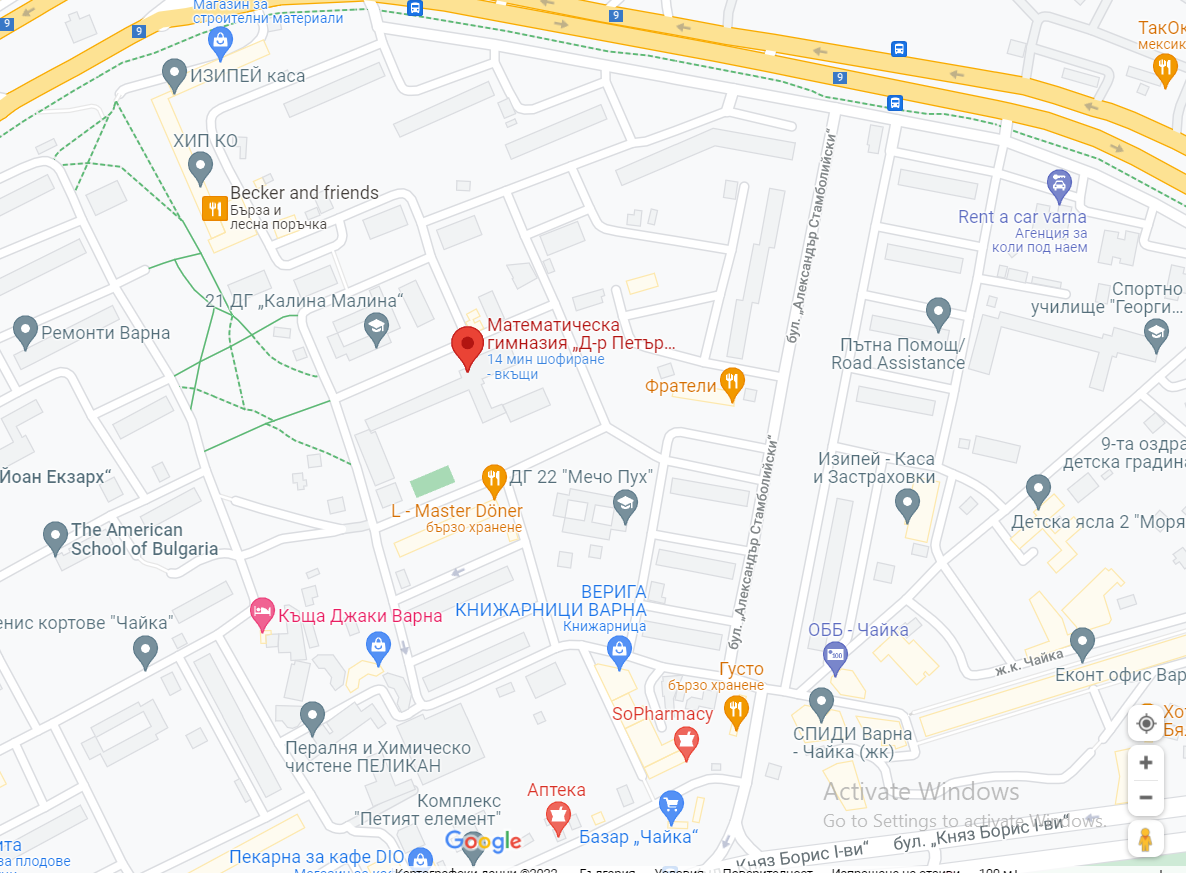 Магазин за
строителни материали
9
9
9
9
ТакОк
мексик
ИЗИПЕЙ каса
ХИП КО
Becker and friends
Бърза и
лесна поръчка
бул. „Александър Стамболийски“
Rent a car varna
Агенция за
коли под наем
21 ДГ „Калина Малина“
Спортно
училище "Георги...
Ремонти Варна
Математическа
гимназия „Д-р Петър...
14 мин шофиране
- вкъщи
Пътна Помощ/
Road Assistance
Фратели
9-та оздра
детска градина
Йоан Екзарх“
ДГ 22 "Мечо Пух"
Изипей - Каса
и Застраховки
бул. „Александър Стамболийски“
L - Master Döner
бързо хранене
Детска ясла 2 "Моря
The American
School of Bulgaria
ВЕРИГА
КНИЖАРНИЦИ ВАРНА
Книжарница
Къща Джаки Варна
енис кортове "Чайка"
ОББ - Чайка
ж.к. Чайка
Еконт офис Вар
Густо
бързо хранене
SoPharmacy
Хот
Бял
СПИДИ Варна
- Чайка (жк)
Пералня и Химическо
чистене ПЕЛИКАН
Аптека
Комплекс
"Петият елемент"
Activate Windows
Go to Settings to activate Windows.
Базар „Чайка“
Google
бул. „Княз Борис I-ви“
Княз Борис I-ви“
ита
за плодове
Пекарна за кафе DIO